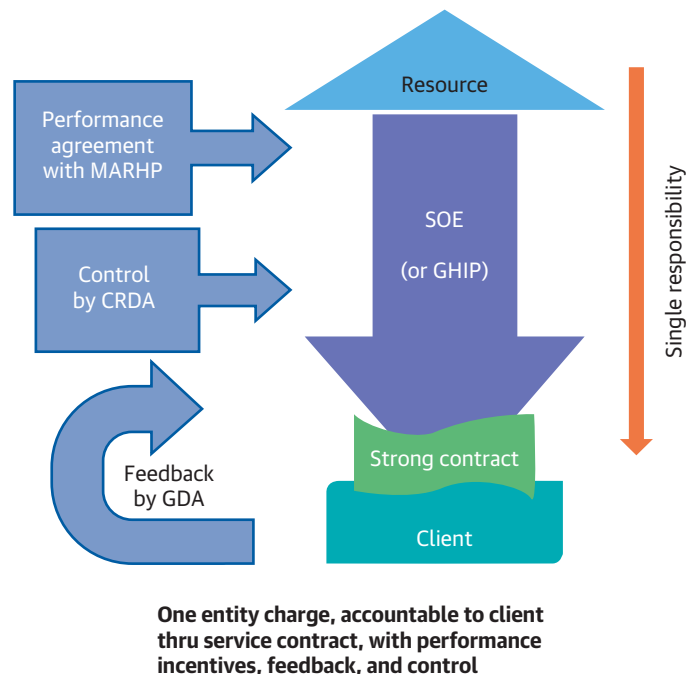 Resource
Performance
agreement
with MARHP
SOE
(or GHIP)
Control
by CRDA
Single responsibility
Feedback
by GDA
Strong contract
Client
One entity charge, accountable to client
thru service contract, with performance
incentives, feedback, and control